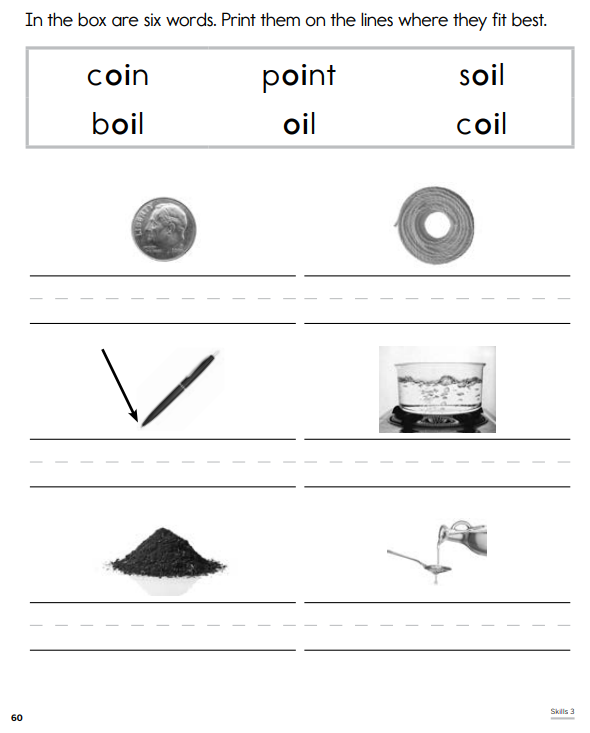 In the box are six words. Print them on the lines where they fit best.
coin point soil
boil oil coil
LIBERTY
Skills 3
60